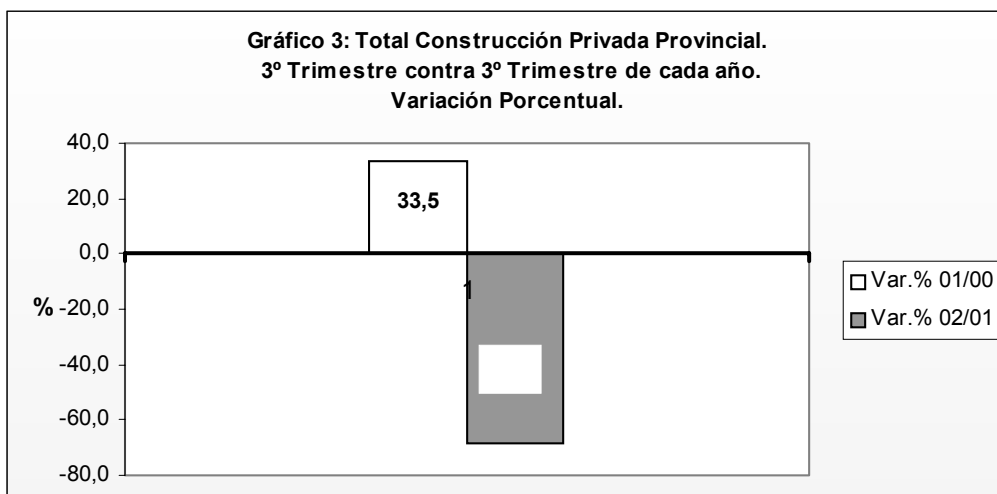 Gráfico 3: Total Construcción Privada Provincial.
3º Trimestre contra 3º Trimestre de cada año.
Variación Porcentual.
40,0
20,0
0,0
-20,0
-40,0
-60,0
-80,0
%
33,5
1
Var.% 01/00
Var.% 02/01